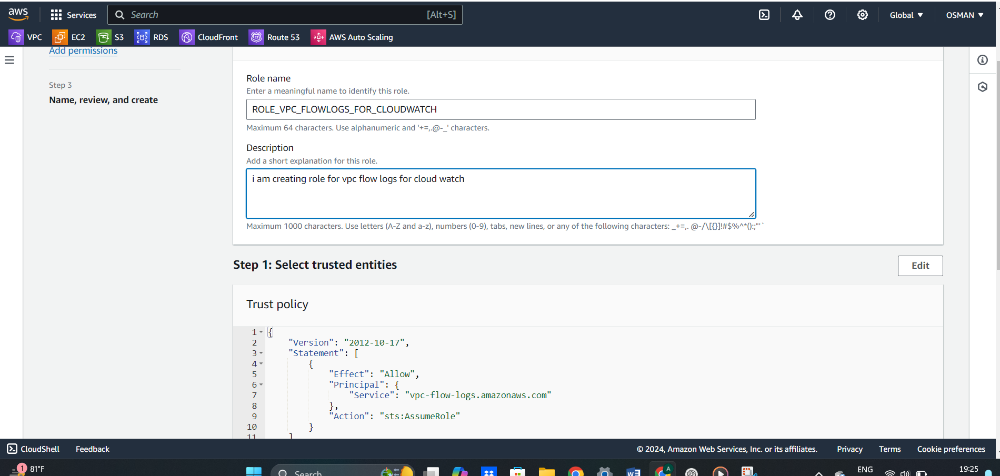 aws
Services
Search
[Alt+S]
Global
OSMAN
VPC
EC2
S3
RDS
CloudFront
Route 53
AWS Auto Scaling
Add permissions
Step 3
Name, review, and create
Role name
Enter a meaningful name to identify this role.
ROLE_VPC_FLOWLOGS_FOR_CLOUDWATCH
Maximum 64 characters. Use alphanumeric and '+=,.@-_' characters.
Description
Add a short explanation for this role.
i am creating role for vpc flow logs for cloud watch
Maximum 1000 characters. Use letters (A-Z and a-z), numbers (0-9), tabs, new lines, or any of the following characters: _+=,. @-/\[{}]!#$%^*();:"'`
Step 1: Select trusted entities
Edit
Trust policy
1 {
2 "Version": "2012-10-17",
3 "Statement": [
4 {
5 "Effect": "Allow",
6 "Principal": {
7 "Service": "vpc-flow-logs.amazonaws.com"
8 },
9 "Action": "sts:AssumeRole"
10 }
11 ]
CloudShell
Feedback
© 2024, Amazon Web Services, Inc. or its affiliates.
Privacy
Terms
Cookie preferences
1
81°F
Search
A
ENG
19:25